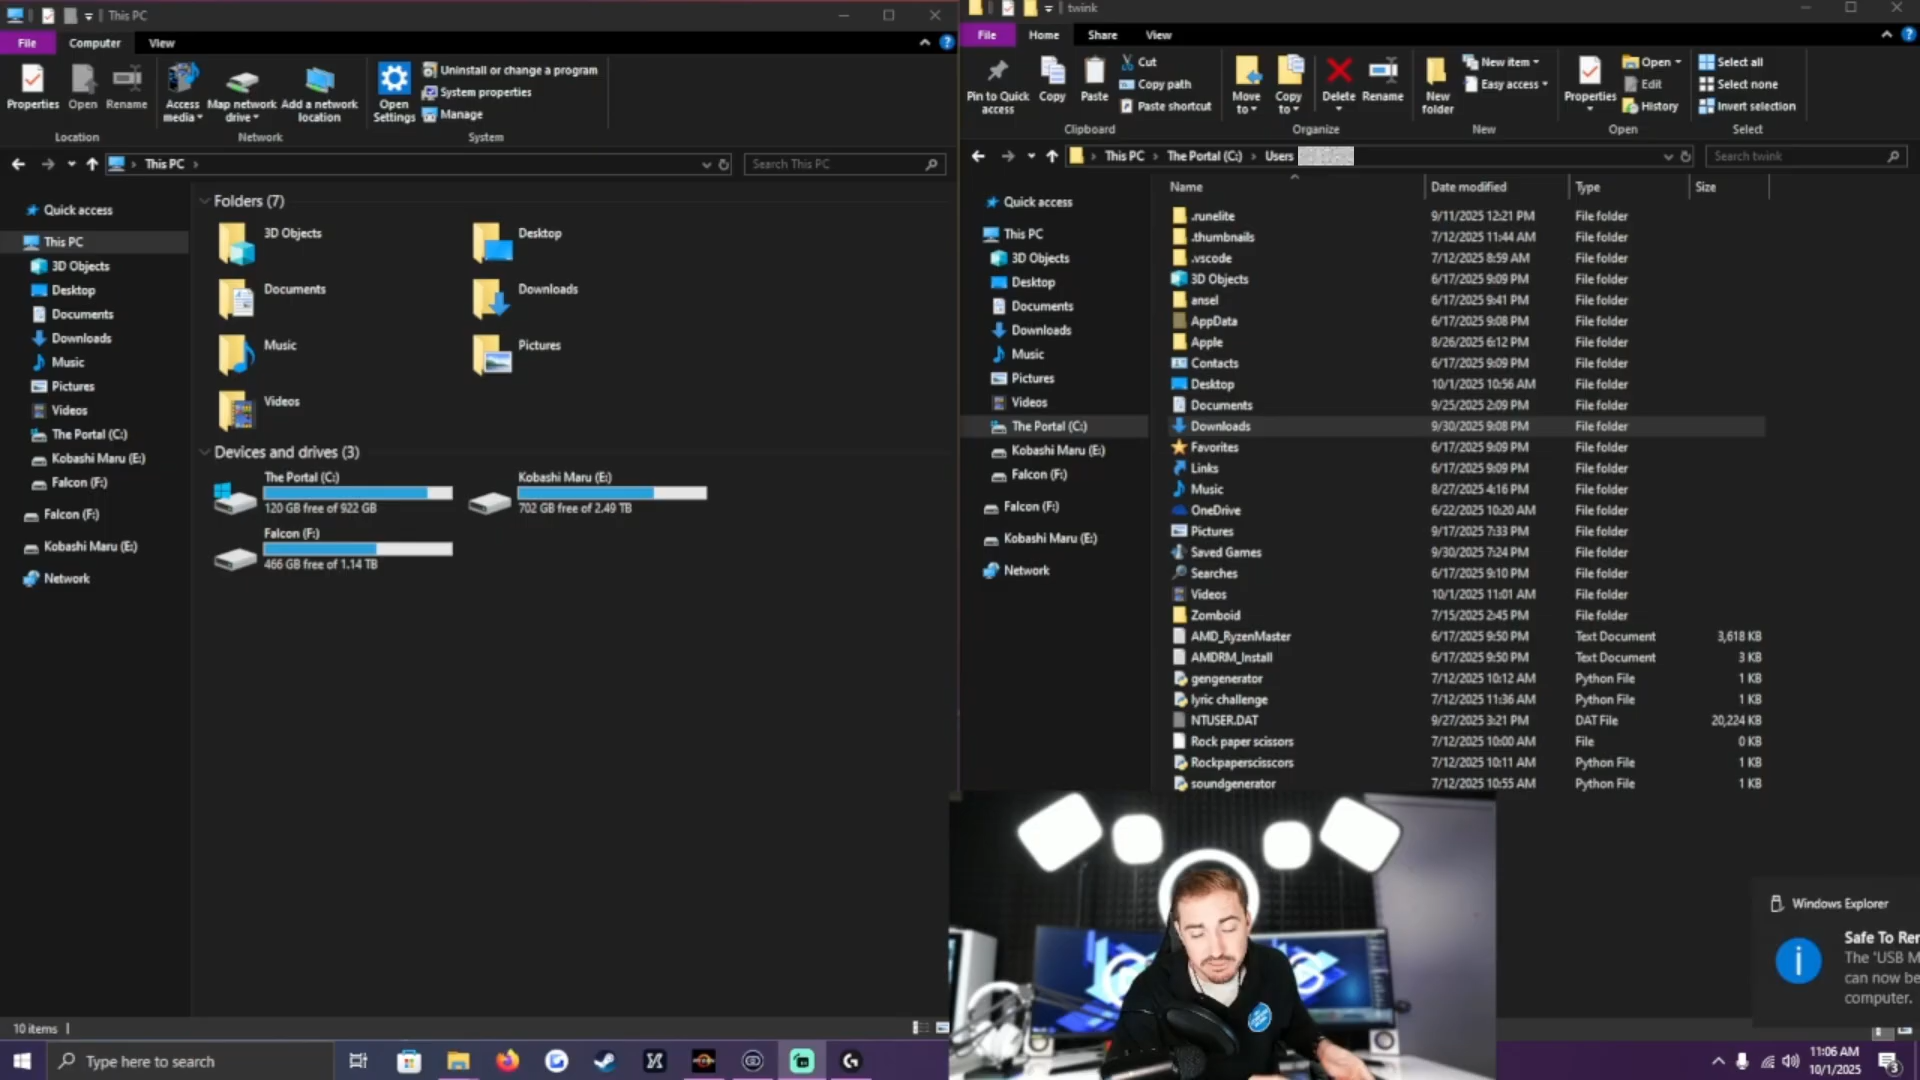 This PC
File Computer View
Properties Open Rename Access media Map network drive Add a network location Open Settings Uninstall or change a program
System properties
Manage
Location Network System
This PC Search This PC
Quick access
This PC
3D Objects
Desktop
Documents
Downloads
Music
Pictures
Videos
The Portal (C:)
Kobashi Maru (E:)
Falcon (F:)
Falcon (F:)
Kobashi Maru (E:)
Network
Folders (7)
3D Objects Desktop
Documents Downloads
Music Pictures
Videos
Devices and drives (3)
The Portal (C:) Kobashi Maru (E:)
120 GB free of 922 GB 702 GB free of 2.49 TB
Falcon (F:)
466 GB free of 1.14 TB
10 items
twink
File Home Share View
Pin to Quick access Copy Paste Cut
Copy path
Paste shortcut
Move to Copy to Delete Rename New folder New item
Easy access
Properties Open
Edit
History
Select all
Select none
Invert selection
Clipboard Organize New Open Select
This PC The Portal (C:) Users Search twink
Quick access
This PC
3D Objects
Desktop
Documents
Downloads
Music
Pictures
Videos
The Portal (C:)
Kobashi Maru (E:)
Falcon (F:)
Falcon (F:)
Kobashi Maru (E:)
Network
Name Date modified Type Size
.runelite 9/11/2025 12:21 PM File folder
.thumbnails 7/12/2025 11:44 AM File folder
.vscode 7/12/2025 8:59 AM File folder
3D Objects 6/17/2025 9:09 PM File folder
ansel 6/17/2025 9:41 PM File folder
AppData 6/17/2025 9:08 PM File folder
Apple 8/26/2025 6:12 PM File folder
Contacts 6/17/2025 9:09 PM File folder
Desktop 10/1/2025 10:56 AM File folder
Documents 9/25/2025 2:09 PM File folder
Downloads 9/30/2025 9:08 PM File folder
Favorites 6/17/2025 9:09 PM File folder
Links 6/17/2025 9:09 PM File folder
Music 8/27/2025 4:16 PM File folder
OneDrive 6/22/2025 10:20 AM File folder
Pictures 9/17/2025 7:33 PM File folder
Saved Games 9/30/2025 7:24 PM File folder
Searches 6/17/2025 9:10 PM File folder
Videos 10/1/2025 11:01 AM File folder
Zomboid 7/15/2025 2:45 PM File folder
AMD_RyzenMaster 6/17/2025 9:50 PM Text Document 3,618 KB
AMDRM_Install 6/17/2025 9:50 PM Text Document 3 KB
gengenerator 7/12/2025 10:12 AM Python File 1 KB
lyric challenge 7/12/2025 11:36 AM Python File 1 KB
NTUSER.DAT 9/27/2025 3:21 PM DAT File 20,224 KB
Rock paper scissors 7/12/2025 10:00 AM File 0 KB
Rockpaperscisscors 7/12/2025 10:11 AM Python File 1 KB
soundgenerator 7/12/2025 10:55 AM Python File 1 KB
Windows Explorer
Safe To Rer
The 'USB M
can now be
computer.
Type here to search
11:06 AM
10/1/2025
3